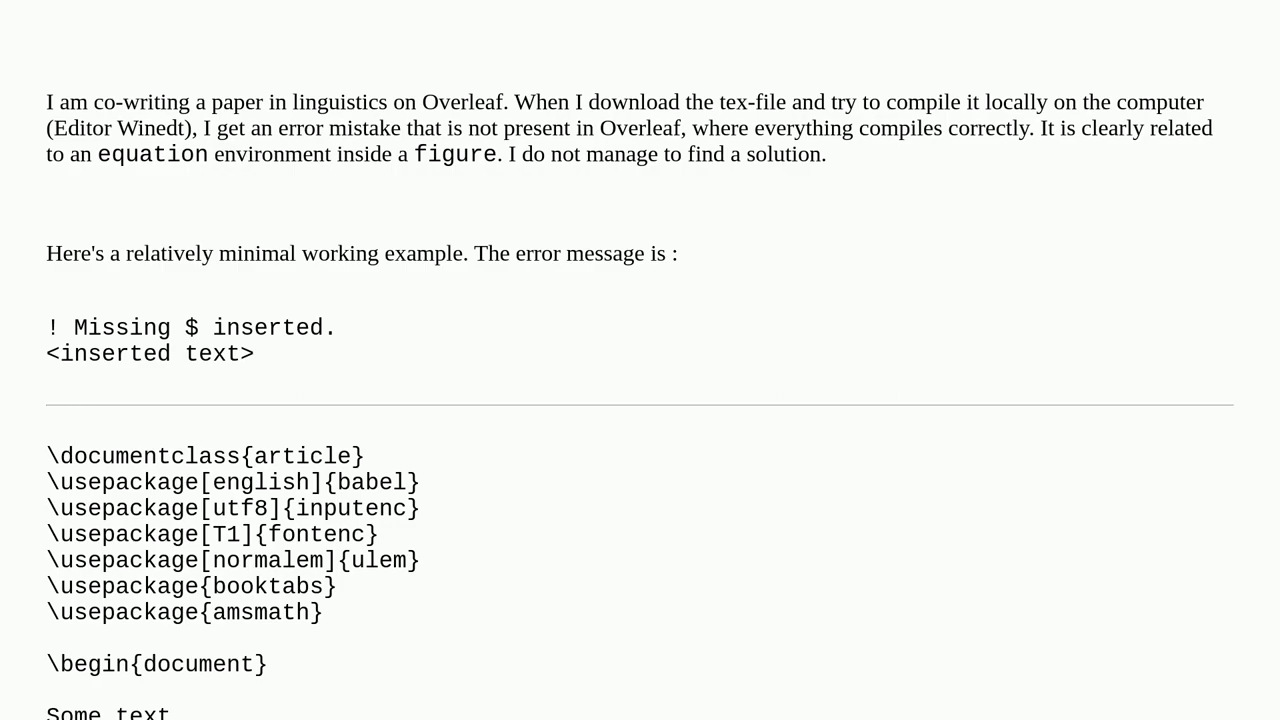 I am co-writing a paper in linguistics on Overleaf. When I download the tex-file and try to compile it locally on the computer
(Editor Winedt), I get an error mistake that is not present in Overleaf, where everything compiles correctly. It is clearly related
to an equation environment inside a figure. I do not manage to find a solution.
Here's a relatively minimal working example. The error message is :
! Missing $ inserted.
<inserted text>
\documentclass{article}
\usepackage[english]{babel}
\usepackage[utf8]{inputenc}
\usepackage[T1]{fontenc}
\usepackage[normalem]{ulem}
\usepackage{booktabs}
\usepackage{amsmath}
\begin{document}
Some text